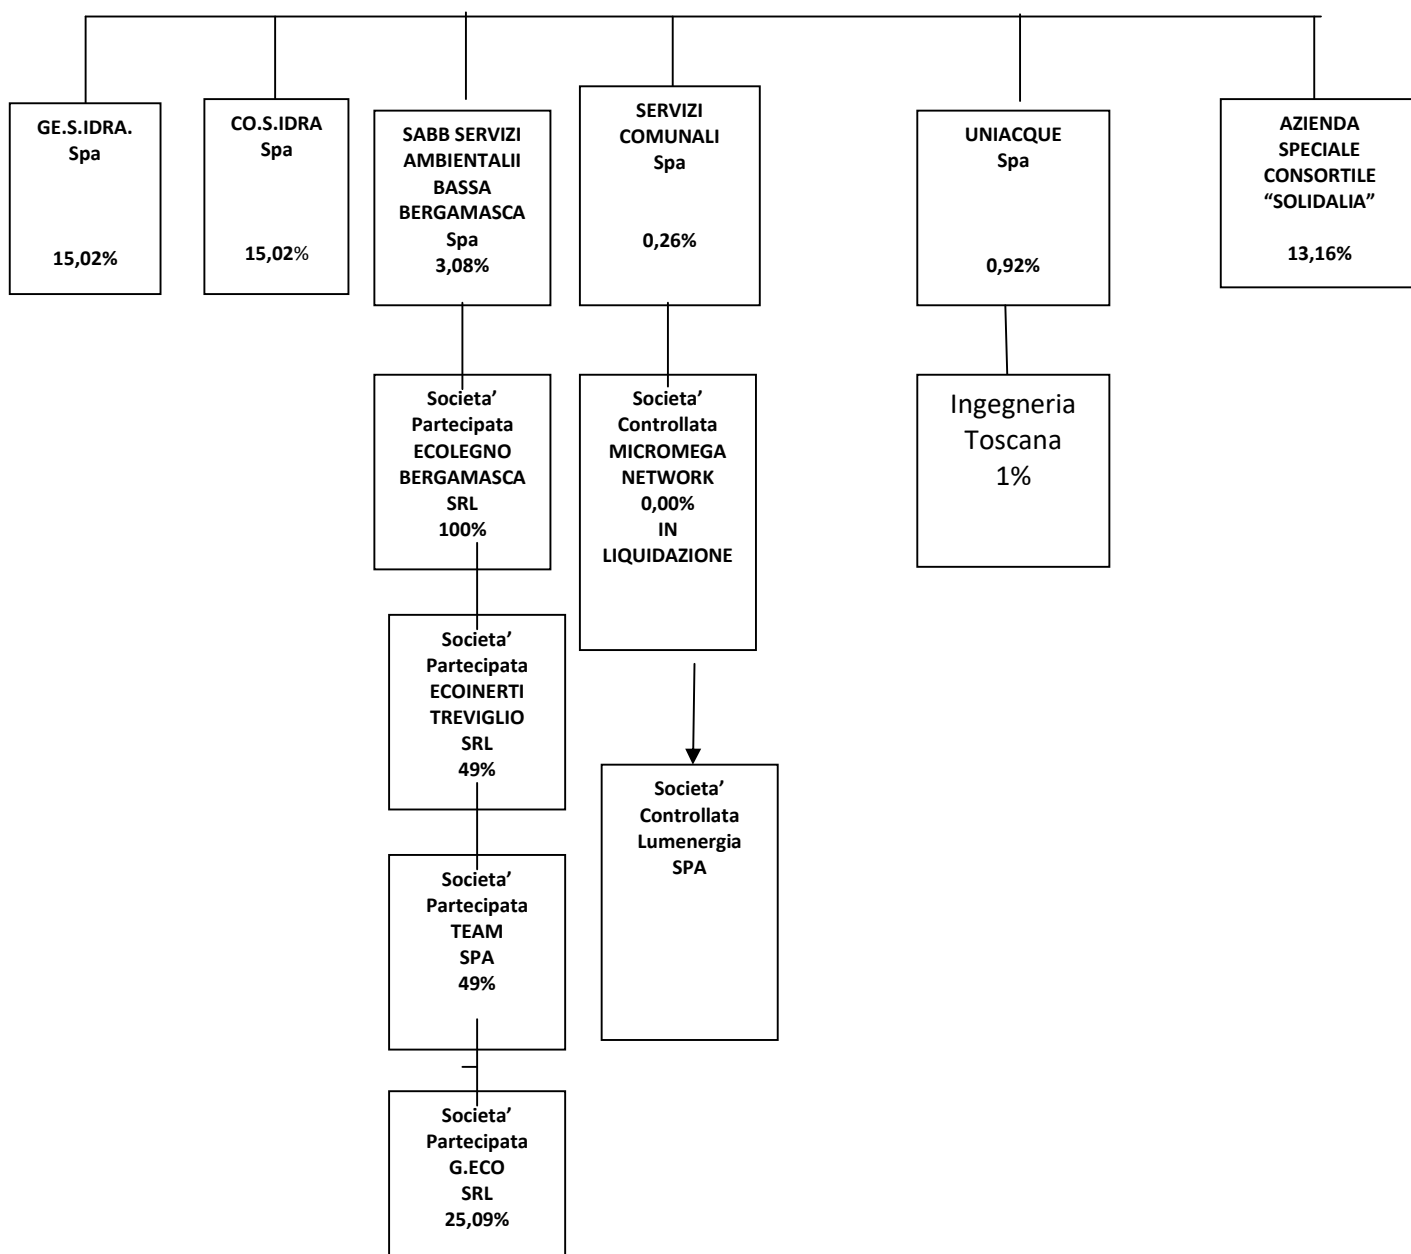 GE.S.IDRA.
Spa
15,02%
CO.S.IDRA
Spa
15,02%
SABB SERVIZI
AMBIENTALII
BASSA
BERGAMASCA
Spa
3,08%
SERVIZI
COMUNALI
Spa
0,26%
UNIACQUE
Spa
0,92%
AZIENDA
SPECIALE
CONSORTILE
“SOLIDALIA”
13,16%
Societa’
Partecipata
ECOLEGNO
BERGAMASCA
SRL
100%
Societa’
Controllata
MICROMEGA
NETWORK
0,00%
IN
LIQUIDAZIONE
Ingegneria
Toscana
1%
Societa’
Partecipata
ECOINERTI
TREVIGLIO
SRL
49%
Societa’
Controllata
Lumenergia
SPA
Societa’
Partecipata
TEAM
SPA
49%
Societa’
Partecipata
G.ECO
SRL
25,09%